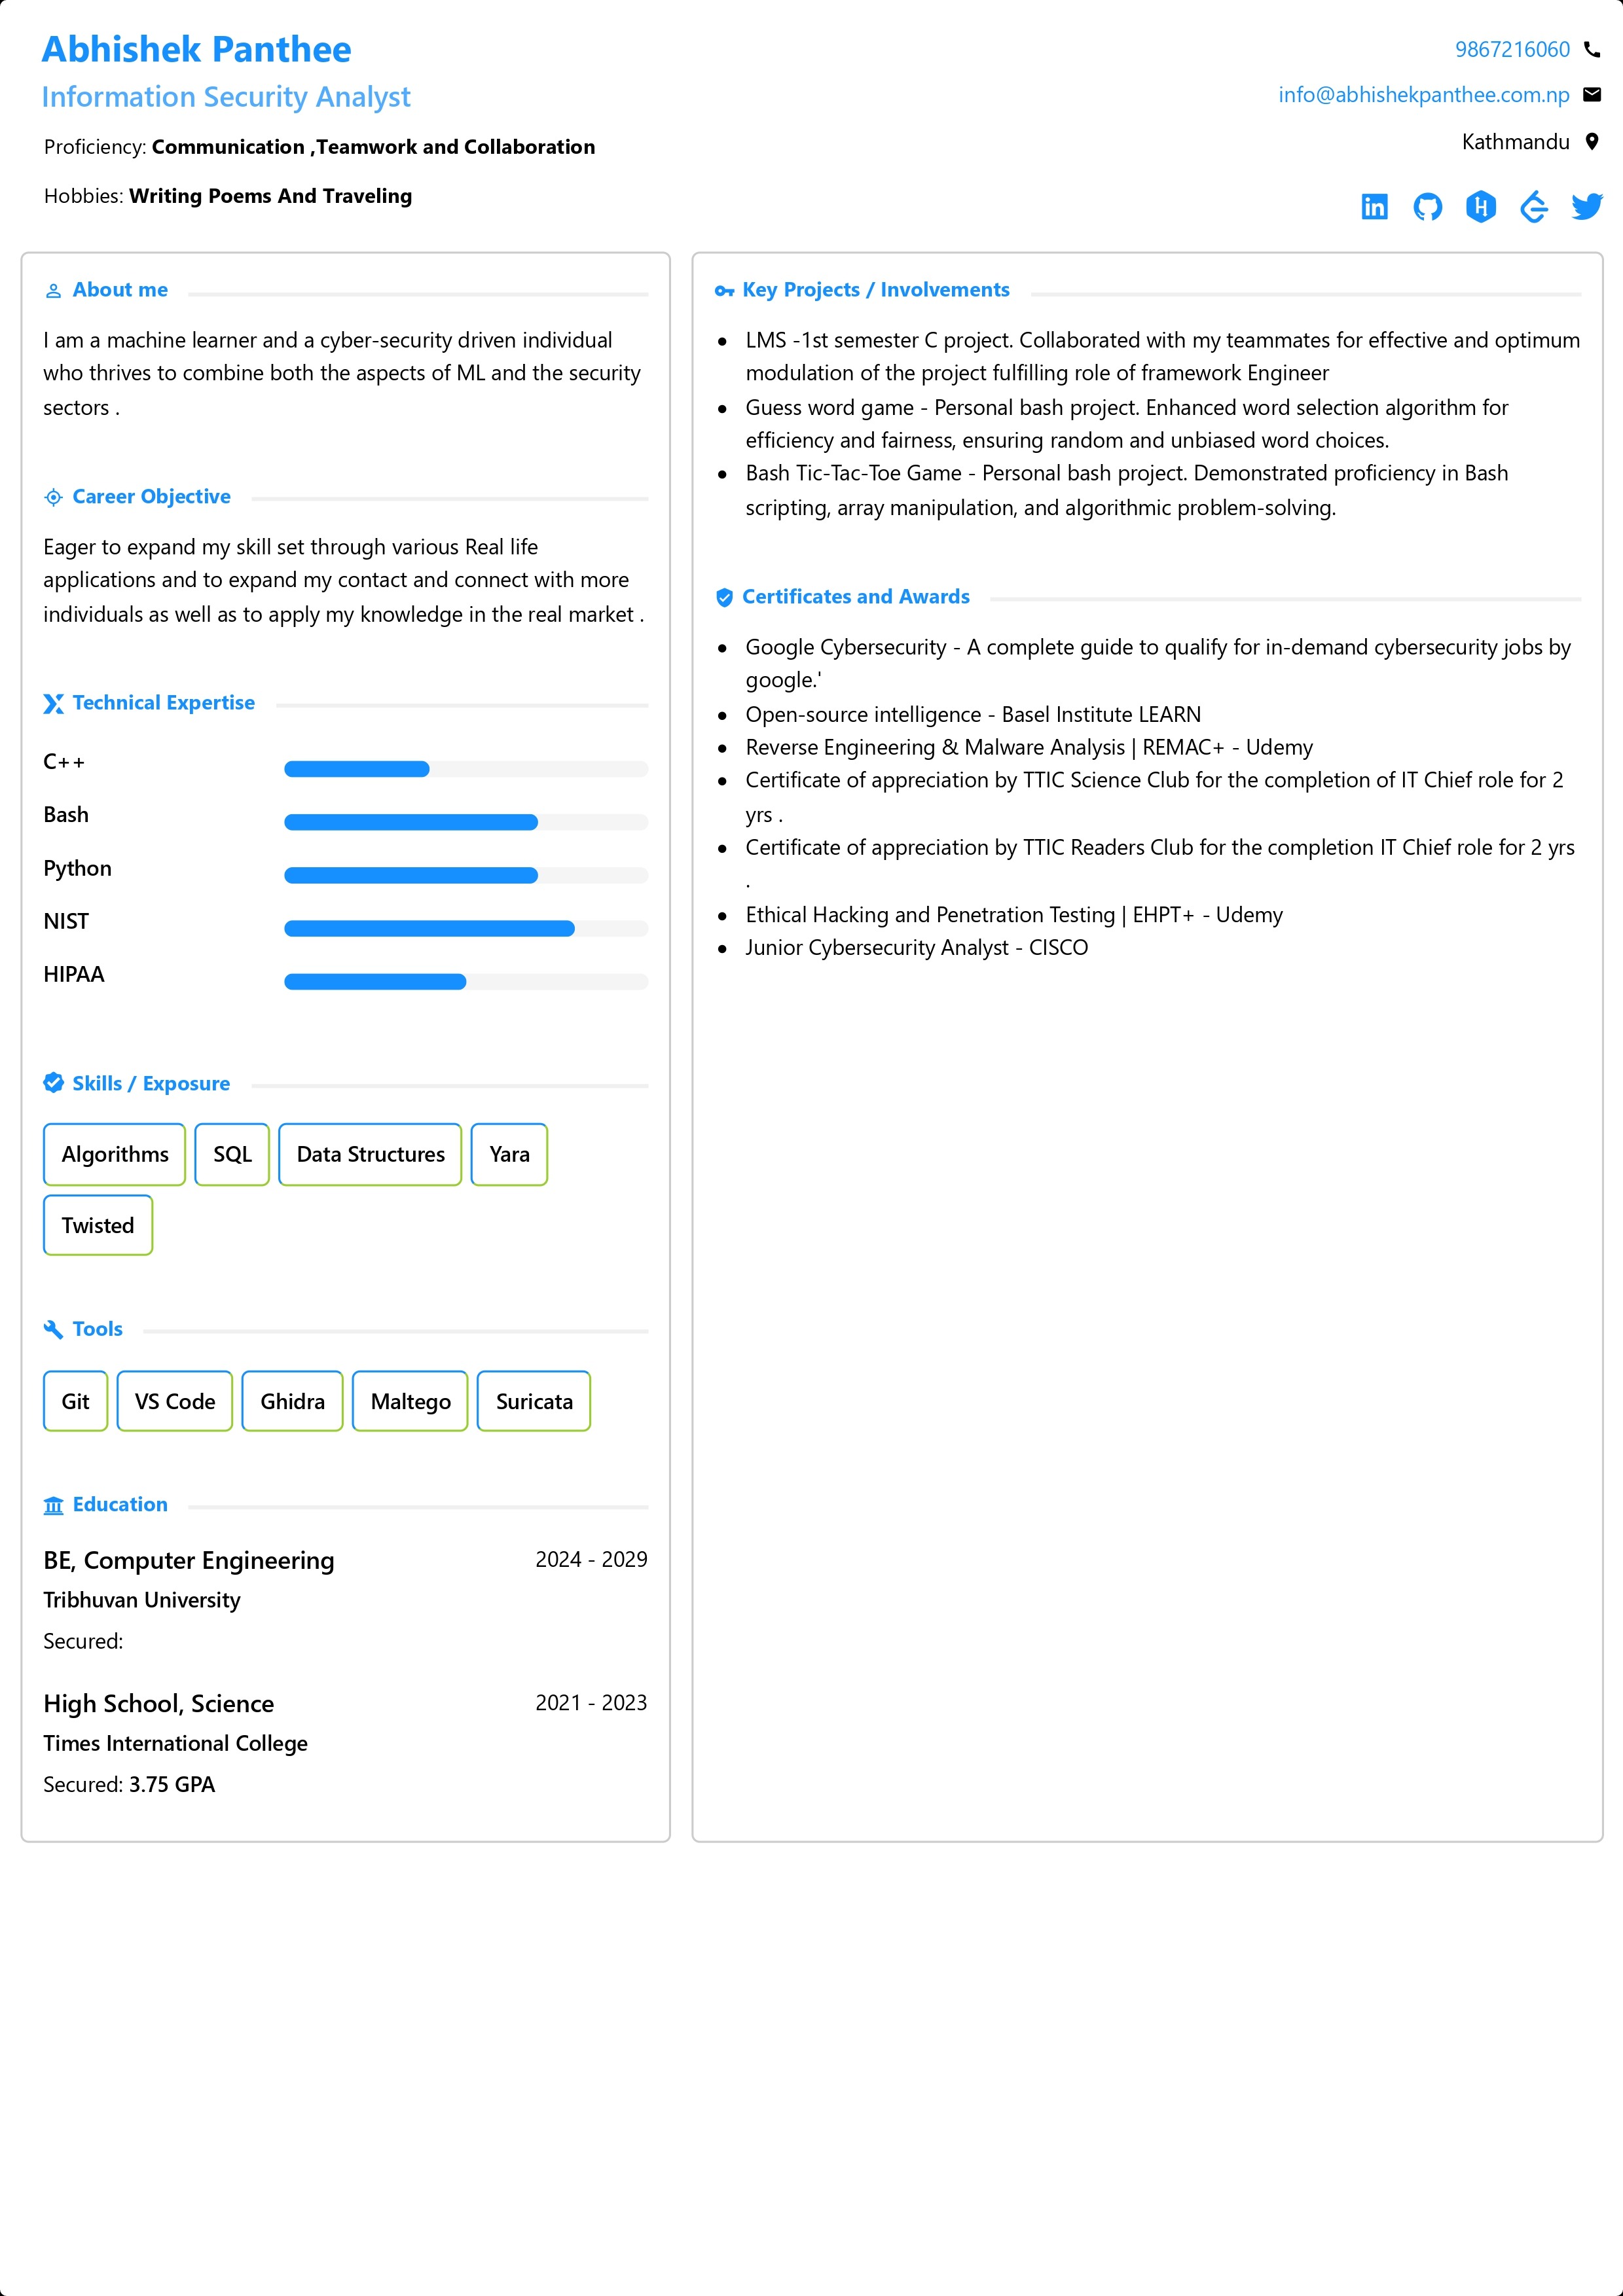 Abhishek Panthee
Information Security Analyst
Proficiency: Communication ,Teamwork and Collaboration
Hobbies: Writing Poems And Traveling
9867216060
info@abhishekpanthee.com.np
Kathmandu
About me
I am a machine learner and a cyber-security driven individual
who thrives to combine both the aspects of ML and the security
sectors .
Career Objective
Eager to expand my skill set through various Real life
applications and to expand my contact and connect with more
individuals as well as to apply my knowledge in the real market .
Technical Expertise
C++
Bash
Python
NIST
HIPAA
Skills / Exposure
Algorithms SQL Data Structures Yara
Twisted
Tools
Git VS Code Ghidra Maltego Suricata
Education
BE, Computer Engineering 2024 - 2029
Tribhuvan University
Secured:
High School, Science 2021 - 2023
Times International College
Secured: 3.75 GPA
Key Projects / Involvements
● LMS -1st semester C project. Collaborated with my teammates for effective and optimum
modulation of the project fulfilling role of framework Engineer
● Guess word game - Personal bash project. Enhanced word selection algorithm for
efficiency and fairness, ensuring random and unbiased word choices.
● Bash Tic-Tac-Toe Game - Personal bash project. Demonstrated proficiency in Bash
scripting, array manipulation, and algorithmic problem-solving.
Certificates and Awards
● Google Cybersecurity - A complete guide to qualify for in-demand cybersecurity jobs by
google.'
● Open-source intelligence - Basel Institute LEARN
● Reverse Engineering & Malware Analysis | REMAC+ - Udemy
● Certificate of appreciation by TTIC Science Club for the completion of IT Chief role for 2
yrs .
● Certificate of appreciation by TTIC Readers Club for the completion IT Chief role for 2 yrs
.
● Ethical Hacking and Penetration Testing | EHPT+ - Udemy
● Junior Cybersecurity Analyst - CISCO